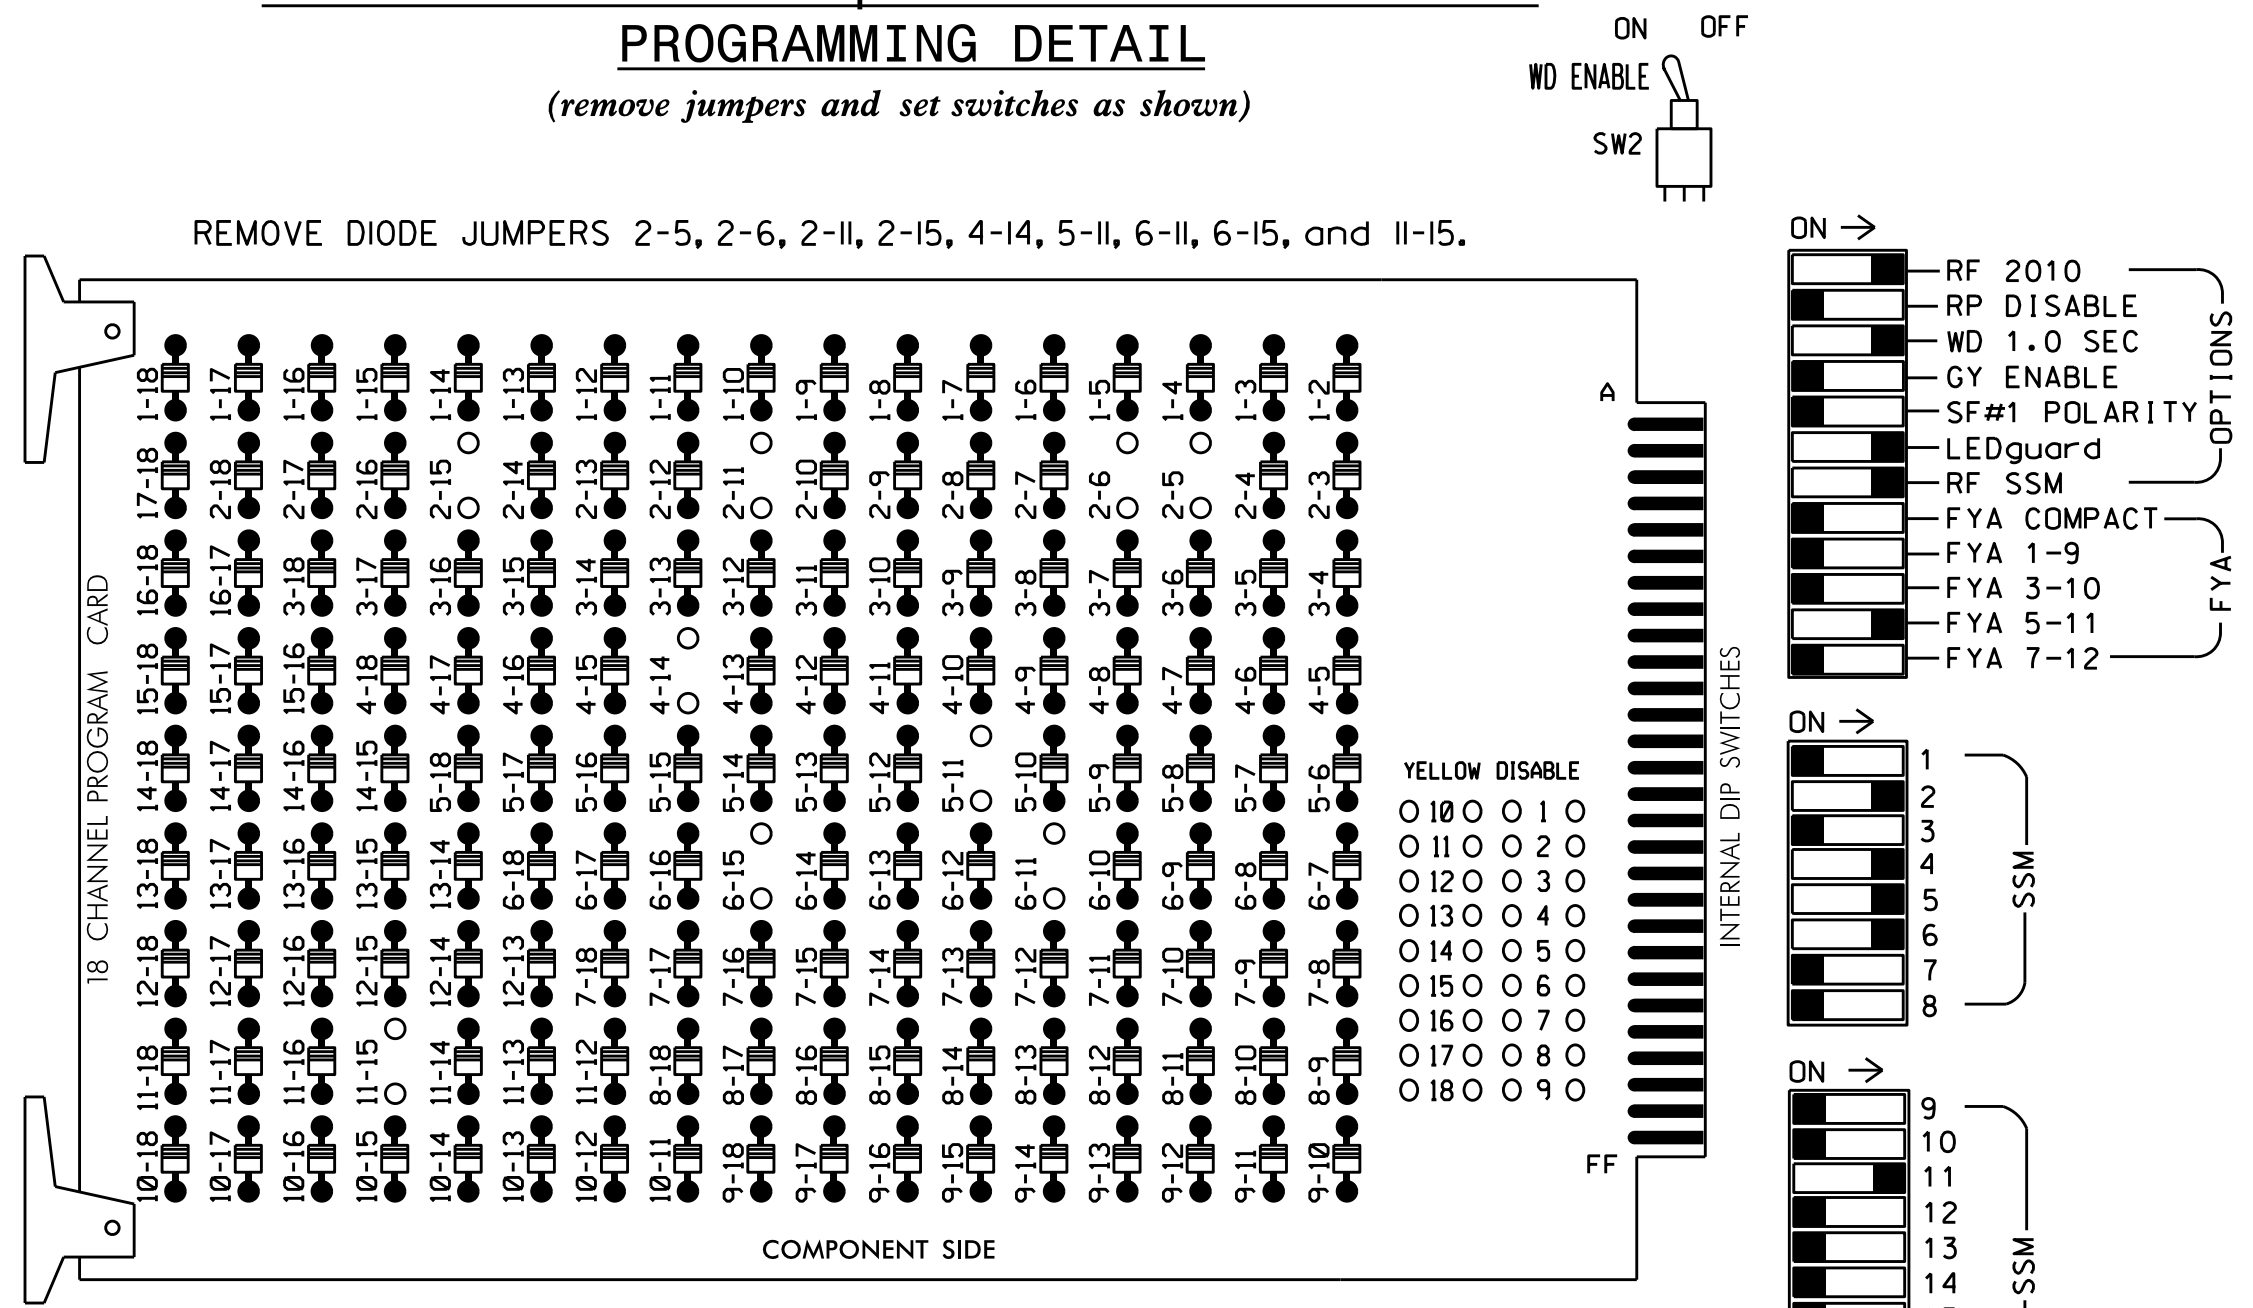 PROGRAMMING DETAIL
(remove jumpers and set switches as shown)
ON OFF
WD ENABLE
SW2
REMOVE DIODE JUMPERS 2-5, 2-6, 2-11, 2-15, 4-14, 5-11, 6-11, 6-15, and 11-15.
18 CHANNEL PROGRAM CARD
1-18 1-17 1-16 1-15 1-14 1-13 1-12 1-11 1-10 1-9 1-8 1-7 1-6 1-5 1-4 1-3 1-2
17-18 2-18 2-17 2-16 2-15 2-14 2-13 2-12 2-11 2-10 2-9 2-8 2-7 2-6 2-5 2-4 2-3
16-18 16-17 3-18 3-17 3-16 3-15 3-14 3-13 3-12 3-11 3-10 3-9 3-8 3-7 3-6 3-5 3-4
15-18 15-17 15-16 4-18 4-17 4-16 4-15 4-14 4-13 4-12 4-11 4-10 4-9 4-8 4-7 4-6 4-5
14-18 14-17 14-16 14-15 5-18 5-17 5-16 5-15 5-14 5-13 5-12 5-11 5-10 5-9 5-8 5-7 5-6
13-18 13-17 13-16 13-15 13-14 6-18 6-17 6-16 6-15 6-14 6-13 6-12 6-11 6-10 6-9 6-8 6-7
12-18 12-17 12-16 12-15 12-14 12-13 7-18 7-17 7-16 7-15 7-14 7-13 7-12 7-11 7-10 7-9 7-8
11-18 11-17 11-16 11-15 11-14 11-13 11-12 8-18 8-17 8-16 8-15 8-14 8-13 8-12 8-11 8-10 8-9
10-18 10-17 10-16 10-15 10-14 10-13 10-12 10-11 9-18 9-17 9-16 9-15 9-14 9-13 9-12 9-11 9-10
COMPONENT SIDE
A
FF
YELLOW DISABLE
10 1
11 2
12 3
13 4
14 5
15 6
16 7
17 8
18 9
INTERNAL DIP SWITCHES
ON
RF 2010
RP DISABLE
WD 1.0 SEC
GY ENABLE
SF#1 POLARITY
LEDguard
RF SSM
OPTIONS
FYA COMPACT
FYA 1-9
FYA 3-10
FYA 5-11
FYA 7-12
FYA
ON
1
2
3
4
5
6
7
8
SSM
ON
9
10
11
12
13
14
SSM